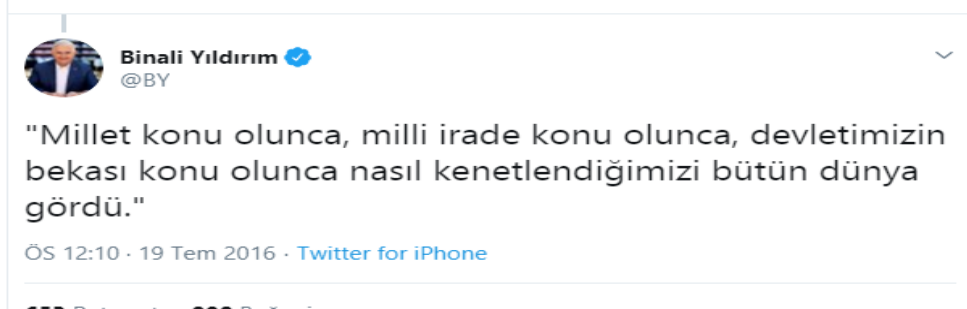 Binali Yıldırım
@BY
"Millet konu olunca, milli irade konu olunca, devletimizin
bekası konu olunca nasıl kenetlendiğimizi bütün dünya
gördü."
ÖS 12:10 · 19 Tem 2016 · Twitter for iPhone